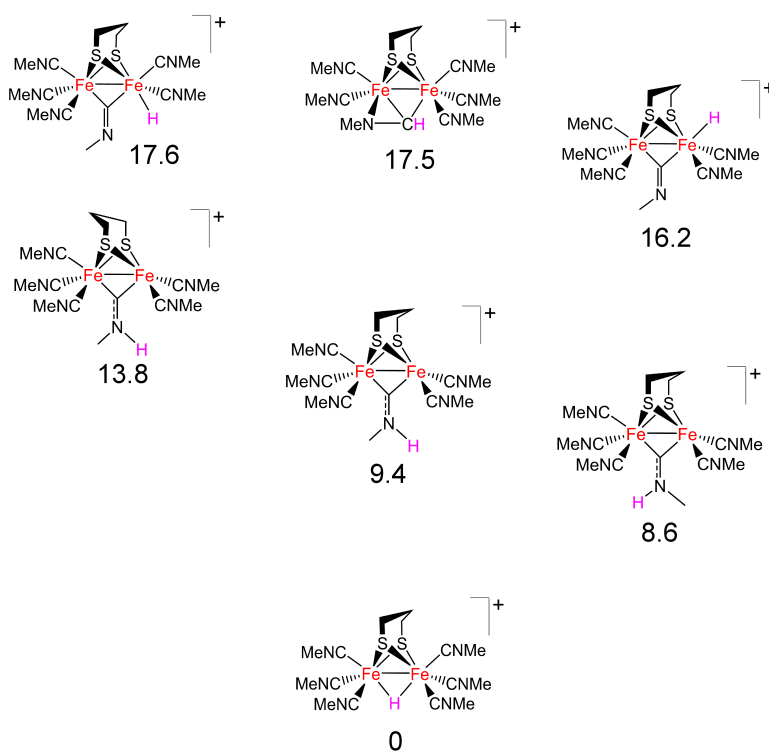 +
S S
MeNC CNMe
Fe Fe
MeNC CNMe
MeNC H
N
17.6
+
S S
MeNC CNMe
Fe Fe
MeNC CNMe
MeN CH CNMe
17.5
+
S S H
MeNC
Fe Fe
MeNC CNMe
MeNC CNMe
N
16.2
+
S S
MeNC
Fe Fe
MeNC CNMe
MeNC CNMe
N
H
13.8
+
S S
MeNC
Fe Fe
MeNC CNMe
MeNC CNMe
N
H
9.4
+
S S
MeNC
Fe Fe
MeNC CNMe
MeNC CNMe
N
H
8.6
+
S S
MeNC CNMe
Fe Fe
MeNC CNMe
MeNC H CNMe
0